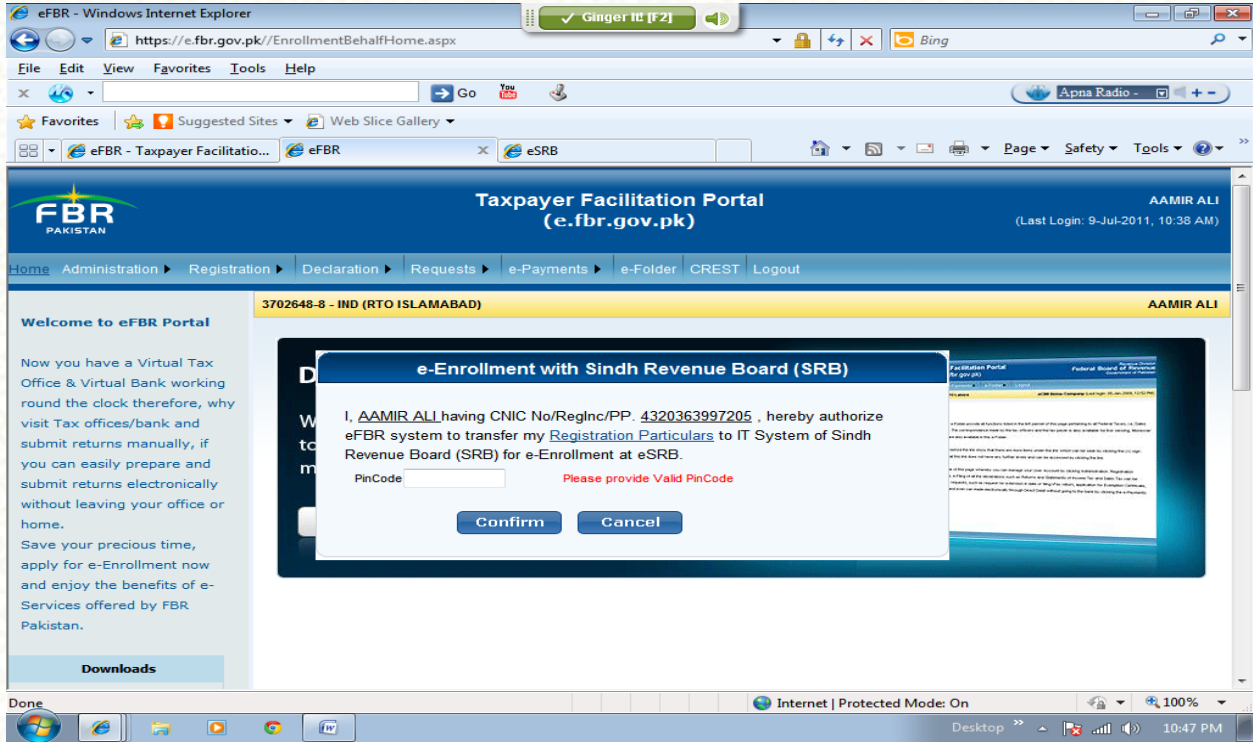 eFBR - Windows Internet Explorer
Ginger it! [F2]
https://e.fbr.gov.pk//EnrollmentBehalfHome.aspx
Bing
File Edit View Favorites Tools Help
x Go You Tube Apna Radio -
Favorites Suggested Sites Web Slice Gallery
eFBR - Taxpayer Facilitatio... eFBR x eSRB Page Safety Tools
FBR
PAKISTAN
Taxpayer Facilitation Portal
(e.fbr.gov.pk)
AAMIR ALI
(Last Login: 9-Jul-2011, 10:38 AM)
Home Administration Registration Declaration Requests e-Payments e-Folder CREST Logout
3702648-8 - IND (RTO ISLAMABAD) AAMIR ALI
Welcome to eFBR Portal
Now you have a Virtual Tax
Office & Virtual Bank working
round the clock therefore, why
visit Tax offices/bank and
submit returns manually, if
you can easily prepare and
submit returns electronically
without leaving your office or
home.
Save your precious time,
apply for e-Enrollment now
and enjoy the benefits of e-
Services offered by FBR
Pakistan.
Downloads
e-Enrollment with Sindh Revenue Board (SRB)
I, AAMIR ALI having CNIC No/RegInc/PP. 4320363997205 , hereby authorize
eFBR system to transfer my Registration Particulars to IT System of Sindh
Revenue Board (SRB) for e-Enrollment at eSRB.
PinCode Please provide Valid PinCode
Confirm Cancel
Federal Board of Revenue
Done Internet | Protected Mode: On 100%
Desktop 10:47 PM